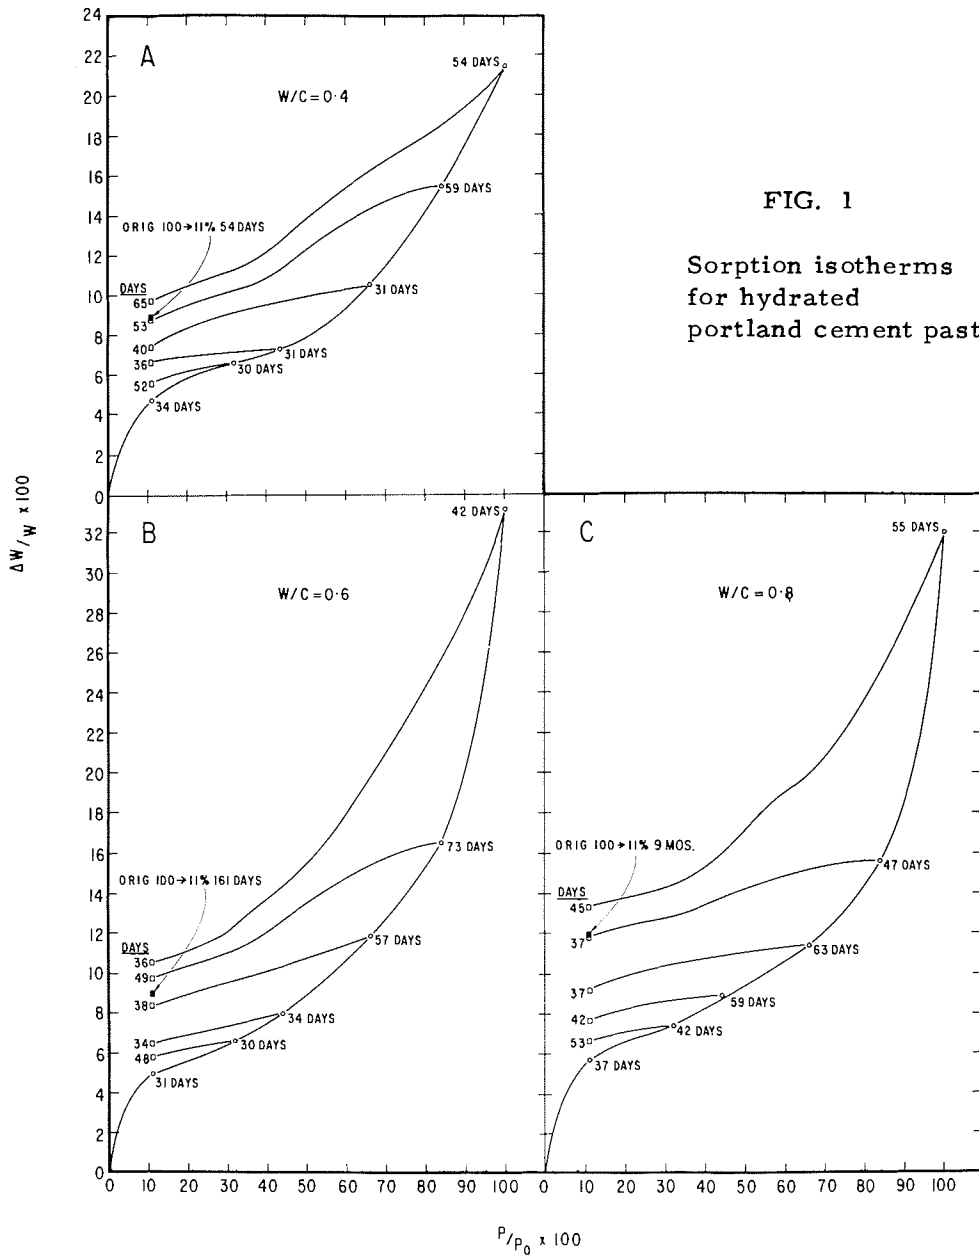 FIG. 1
Sorption isotherms
for hydrated
portland cement past
ΔW/W x 100
P/P0 x 100
A
W/C=0·4
24
22
20
18
16
14
12
10
8
6
4
2
0
54 DAYS
59 DAYS
31 DAYS
31 DAYS
30 DAYS
34 DAYS
ORIG 100→11% 54 DAYS
DAYS
65
53
40
36
52
B
W/C=0·6
32
30
28
26
24
22
20
18
16
14
12
10
8
6
4
2
0
42 DAYS
73 DAYS
57 DAYS
34 DAYS
30 DAYS
31 DAYS
ORIG 100→11% 161 DAYS
DAYS
36
49
38
34
48
0 10 20 30 40 50 60 70 80 90 100
C
W/C=0·8
55 DAYS
47 DAYS
63 DAYS
59 DAYS
42 DAYS
37 DAYS
ORIG 100→11% 9 MOS.
DAYS
45
37
37
42
53
0 10 20 30 40 50 60 70 80 90 100